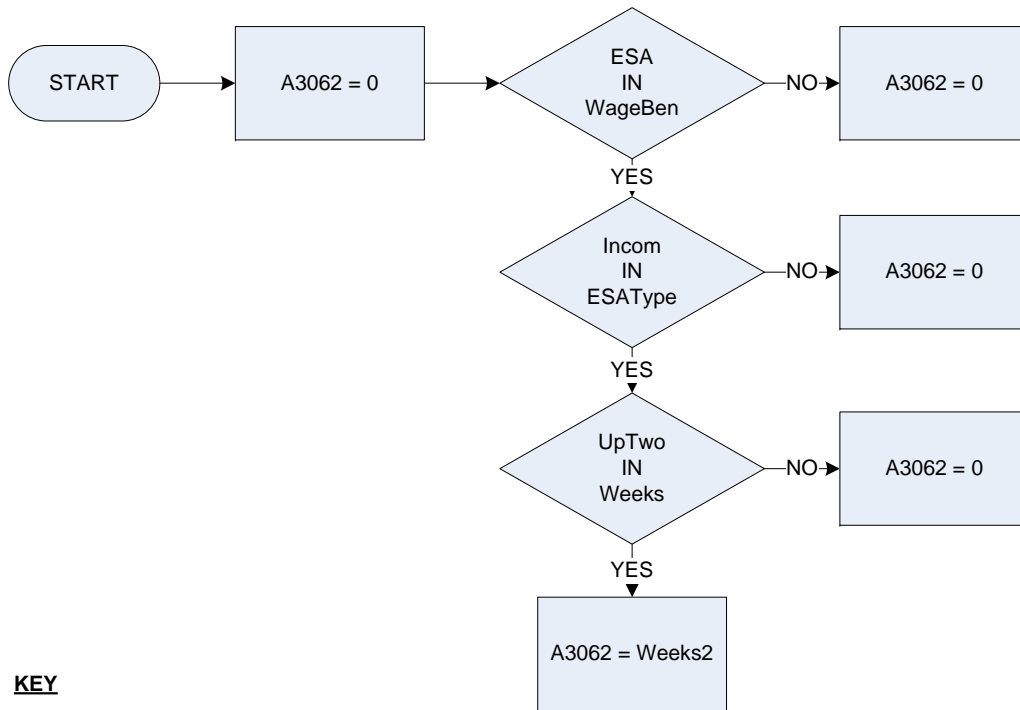 START
A3062 = 0
ESA
IN
WageBen
NO
A3062 = 0
YES
Incom
IN
ESAType
NO
A3062 = 0
YES
UpTwo
IN
Weeks
NO
A3062 = 0
YES
A3062 = Weeks2
KEY